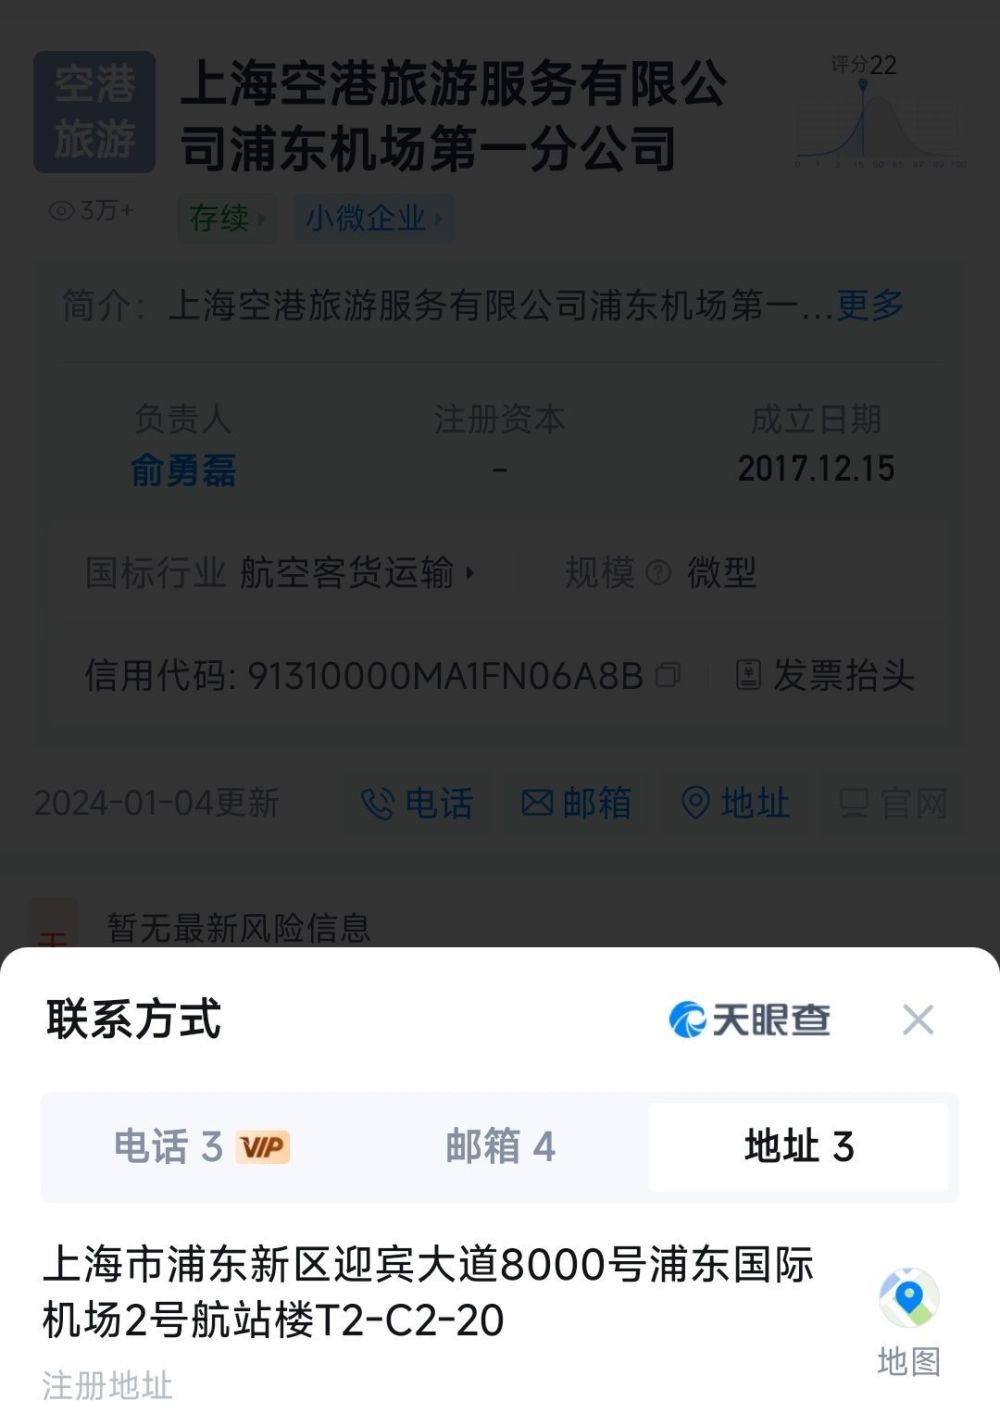 空港
旅游
上海空港旅游服务有限公
司浦东机场第一分公司
评分22
3万+
存续
小微企业
简介：上海空港旅游服务有限公司浦东机场第一...更多
负责人 注册资本 成立日期
俞勇磊 - 2017.12.15
国标行业 航空客货运输 规模 ? 微型
信用代码: 91310000MA1FN06A8B 发票抬头
2024-01-04更新 电话 邮箱 地址 官网
暂无最新风险信息
联系方式 天眼查
电话 3 VIP 邮箱 4 地址 3
上海市浦东新区迎宾大道8000号浦东国际
机场2号航站楼T2-C2-20
地图
注册地址